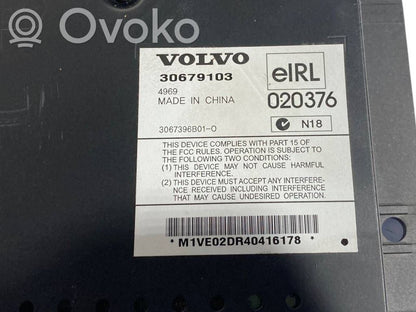 Ovoko
VOLVO
30679103
4969
MADE IN CHINA
eIRL
020376
N18
3067396B01-O
THIS DEVICE COMPLIES WITH PART 15 OF
THE FCC RULES. OPERATION IS SUBJECT TO
THE FOLLOWING TWO CONDITIONS:
(1) THIS DEVICE MAY NOT CAUSE HARMFUL
INTERFERENCE.
(2) THIS DEVICE MUST ACCEPT ANY INTERFERE-
NCE RECEIVED INCLUDING INTERFERENCE
THAT CAUSE UNDESIRED OPERATION.
* M1VE02DR40416178 *